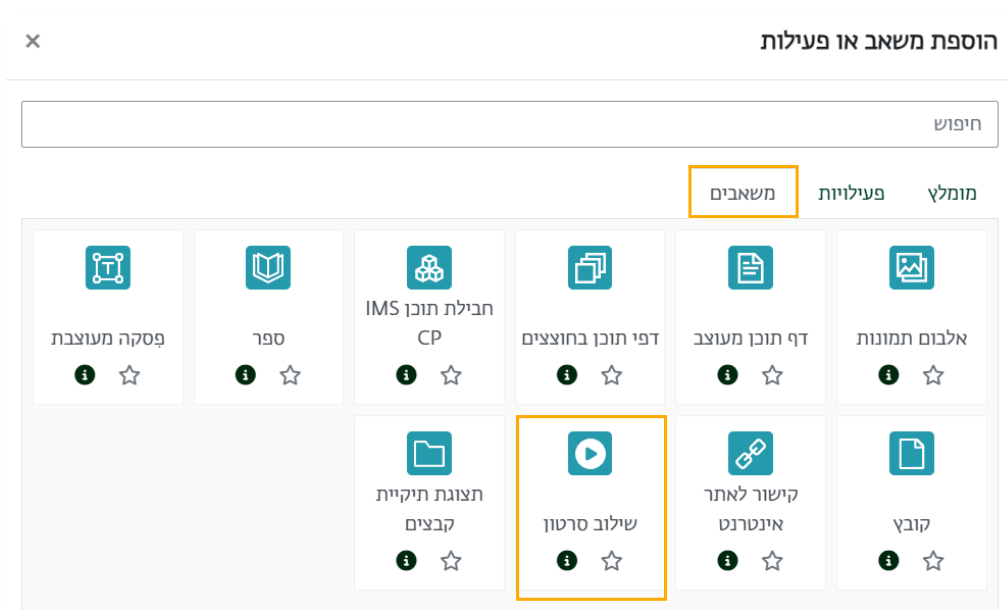 הוספת משאב או פעילות
×
חיפוש
מומלץ
פעילויות
משאבים
אלבום תמונות
דף תוכן מעוצב
דפי תוכן בחוצצים
חבילת תוכן IMS
CP
ספר
פִסקה מעוצבת
קובץ
קישור לאתר
אינטרנט
שילוב סרטון
תצוגת תיקיית
קבצים